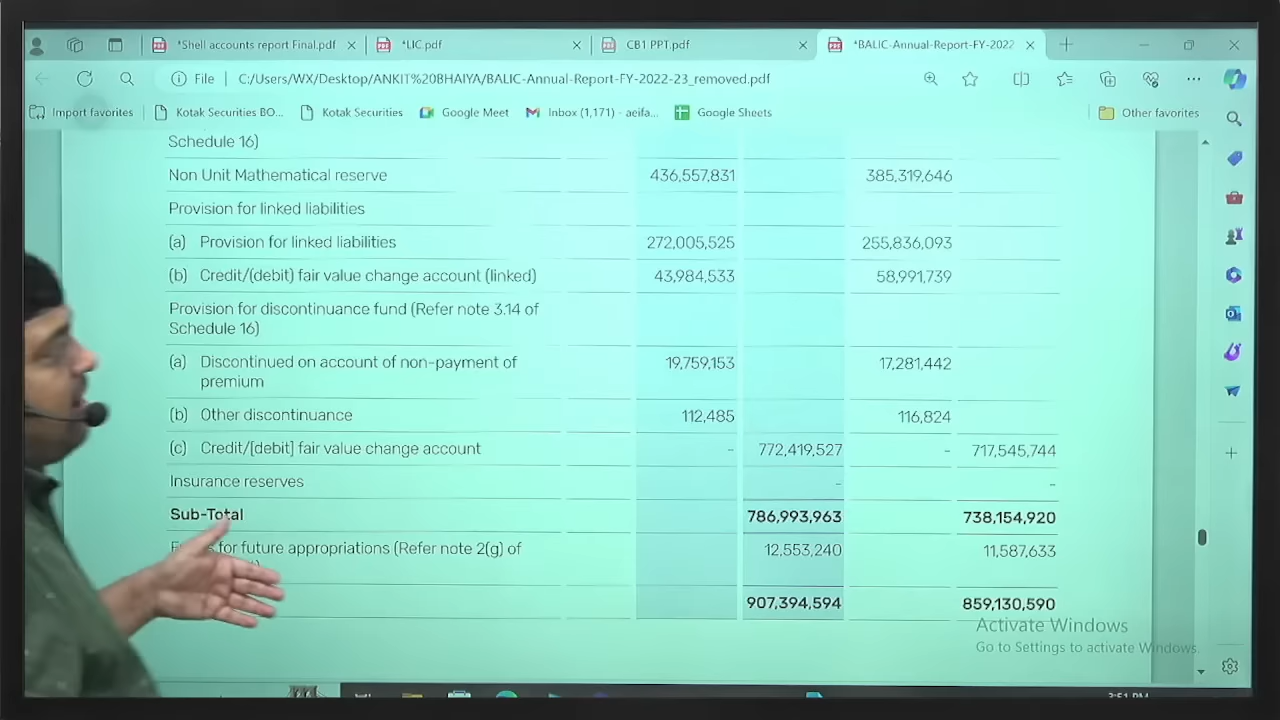 *Shell accounts report Final.pdf
*LIC.pdf
CB1 PPT.pdf
*BALIC-Annual-Report-FY-2022
File C:/Users/WX/Desktop/ANKIT%20BHAIYA/BALIC-Annual-Report-FY-2022-23_removed.pdf
Import favorites Kotak Securities BO... Kotak Securities Google Meet Inbox (1,171) - aeifa... Google Sheets Other favorites
Schedule 16)
Non Unit Mathematical reserve 436,557,831 385,319,646
Provision for linked liabilities
(a) Provision for linked liabilities 272,005,525 255,836,093
(b) Credit/(debit) fair value change account (linked) 43,984,533 58,991,739
Provision for discontinuance fund (Refer note 3.14 of
Schedule 16)
(a) Discontinued on account of non-payment of 19,759,153 17,281,442
premium
(b) Other discontinuance 112,485 116,824
(c) Credit/[debit] fair value change account - 772,419,527 - 717,545,744
Insurance reserves - -
Sub-Total 786,993,963 738,154,920
for future appropriations (Refer note 2(g) of 12,553,240 11,587,633
907,394,594 859,130,590
Activate Windows
Go to Settings to activate Windows.
3:51 PM